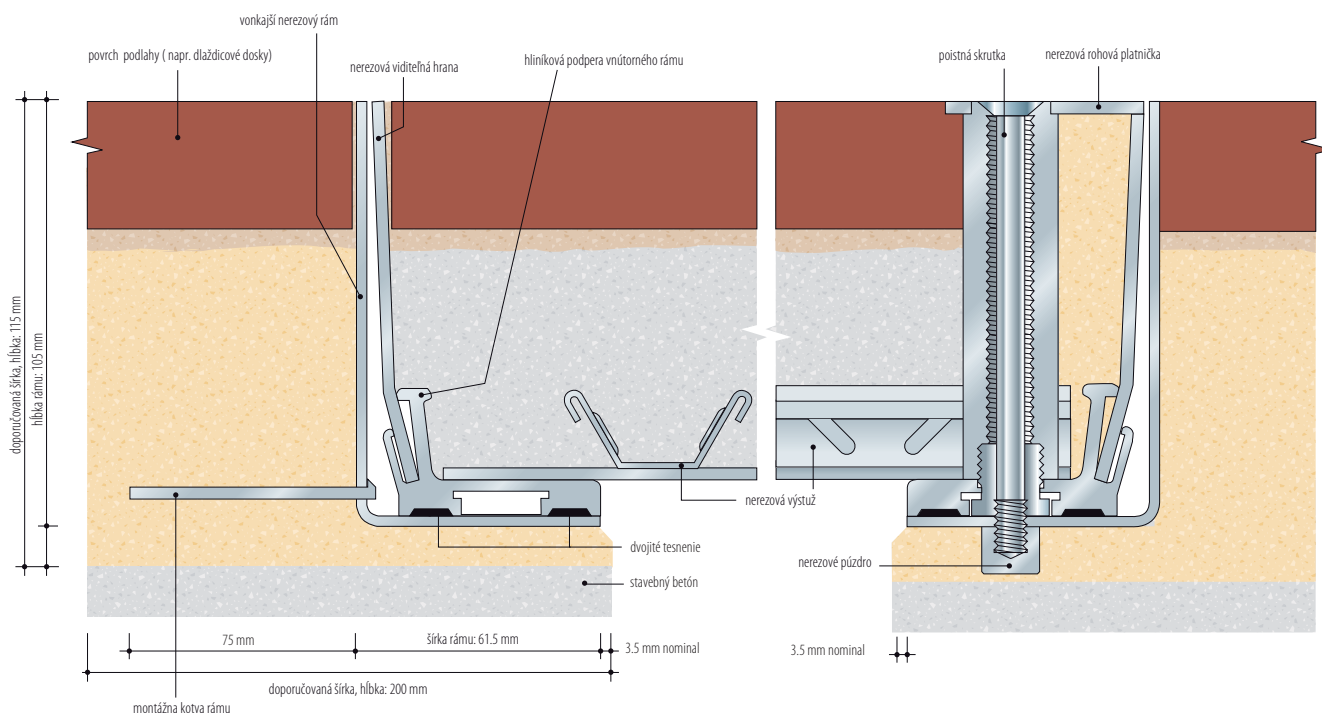 vonkajší nerezový rám
povrch podlahy ( napr. dlaždicové dosky)
nerezová viditeľná hrana
hliníková podpera vnútorného rámu
poistná skrutka
nerezová rohová platnička
doporučovaná šírka, hĺbka: 115 mm
hĺbka rámu: 105 mm
nerezová výstuž
dvojité tesnenie
nerezové púzdro
stavebný betón
75 mm
šírka rámu: 61.5 mm
3.5 mm nominal
3.5 mm nominal
doporučovaná šírka, hĺbka: 200 mm
montážna kotva rámu